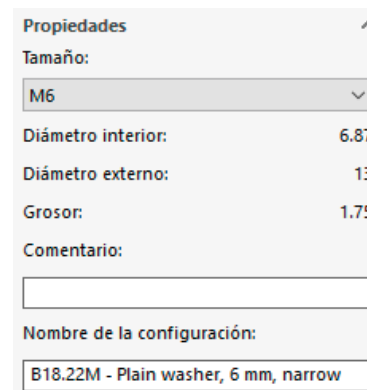 Propiedades
Tamaño:
M6
Diámetro interior: 6.87
Diámetro externo: 13
Grosor: 1.75
Comentario:
Nombre de la configuración:
B18.22M - Plain washer, 6 mm, narrow